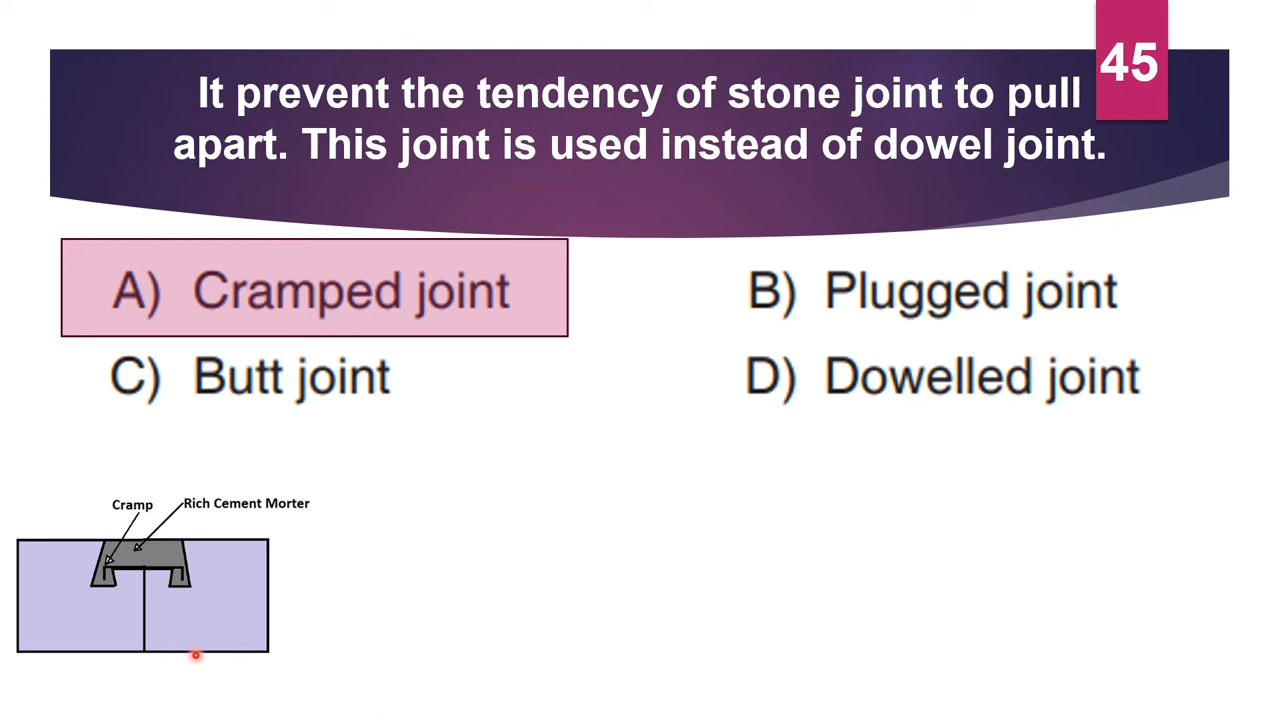 45
It prevent the tendency of stone joint to pull
apart. This joint is used instead of dowel joint.
A) Cramped joint
B) Plugged joint
C) Butt joint
D) Dowelled joint
Cramp
Rich Cement Morter